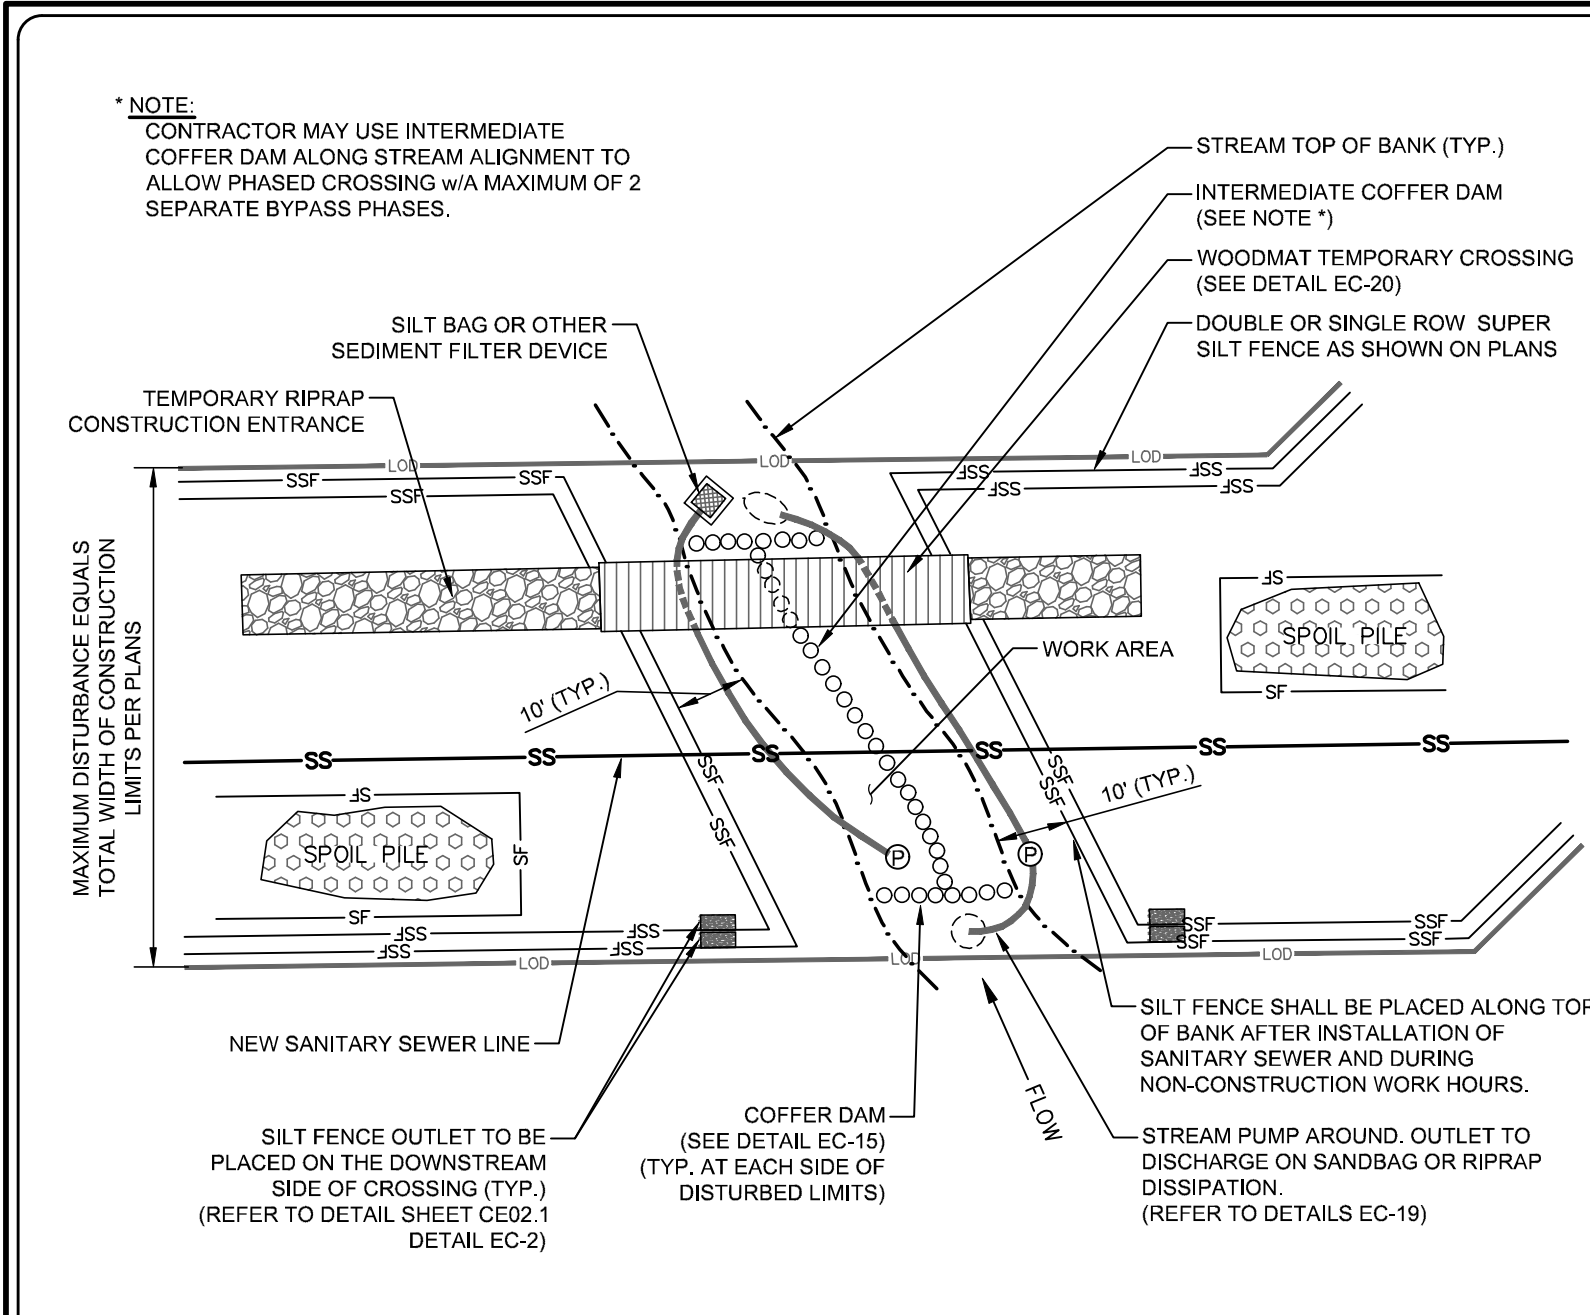 * NOTE:
CONTRACTOR MAY USE INTERMEDIATE
COFFER DAM ALONG STREAM ALIGNMENT TO
ALLOW PHASED CROSSING w/A MAXIMUM OF 2
SEPARATE BYPASS PHASES.
STREAM TOP OF BANK (TYP.)
INTERMEDIATE COFFER DAM
(SEE NOTE *)
WOODMAT TEMPORARY CROSSING
(SEE DETAIL EC-20)
DOUBLE OR SINGLE ROW SUPER
SILT FENCE AS SHOWN ON PLANS
SILT BAG OR OTHER
SEDIMENT FILTER DEVICE
TEMPORARY RIPRAP
CONSTRUCTION ENTRANCE
LOD
LOD
LOD
SSF
SSF
SSF
SSF
SSF
SSF
SSF
MAXIMUM DISTURBANCE EQUALS
TOTAL WIDTH OF CONSTRUCTION
LIMITS PER PLANS
SF
SPOIL PILE
SF
WORK AREA
10' (TYP.)
SS
SS
SS
SS
SS
SS
SSF
SSF
SSF
SSF
10' (TYP.)
SF
SPOIL PILE
SF
SF
P
P
SSF
SSF
SSF
SSF
SSF
SSF
SSF
SSF
LOD
LOD
LOD
NEW SANITARY SEWER LINE
SILT FENCE SHALL BE PLACED ALONG TOP
OF BANK AFTER INSTALLATION OF
SANITARY SEWER AND DURING
NON-CONSTRUCTION WORK HOURS.
FLOW
SILT FENCE OUTLET TO BE
PLACED ON THE DOWNSTREAM
SIDE OF CROSSING (TYP.)
(REFER TO DETAIL SHEET CE02.1
DETAIL EC-2)
COFFER DAM
(SEE DETAIL EC-15)
(TYP. AT EACH SIDE OF
DISTURBED LIMITS)
STREAM PUMP AROUND. OUTLET TO
DISCHARGE ON SANDBAG OR RIPRAP
DISSIPATION.
(REFER TO DETAILS EC-19)